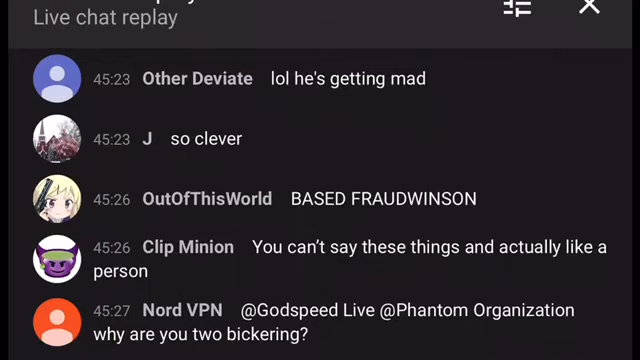 Live chat replay
45:23 Other Deviate lol he's getting mad
45:23 J so clever
45:26 OutOfThisWorld BASED FRAUDWINSON
45:26 Clip Minion You can’t say these things and actually like a
person
45:27 Nord VPN @Godspeed Live @Phantom Organization
why are you two bickering?